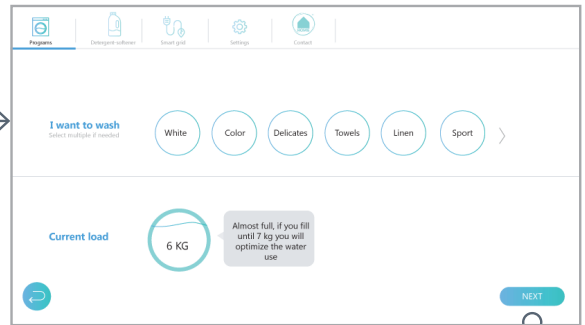 Programs
Detergent-softener
Smart grid
Settings
Contact
I want to wash
Select multiple if needed
White
Color
Delicates
Towels
Linen
Sport
Current load
6 KG
Almost full, if you fill
until 7 kg you will
optimize the water
use
NEXT